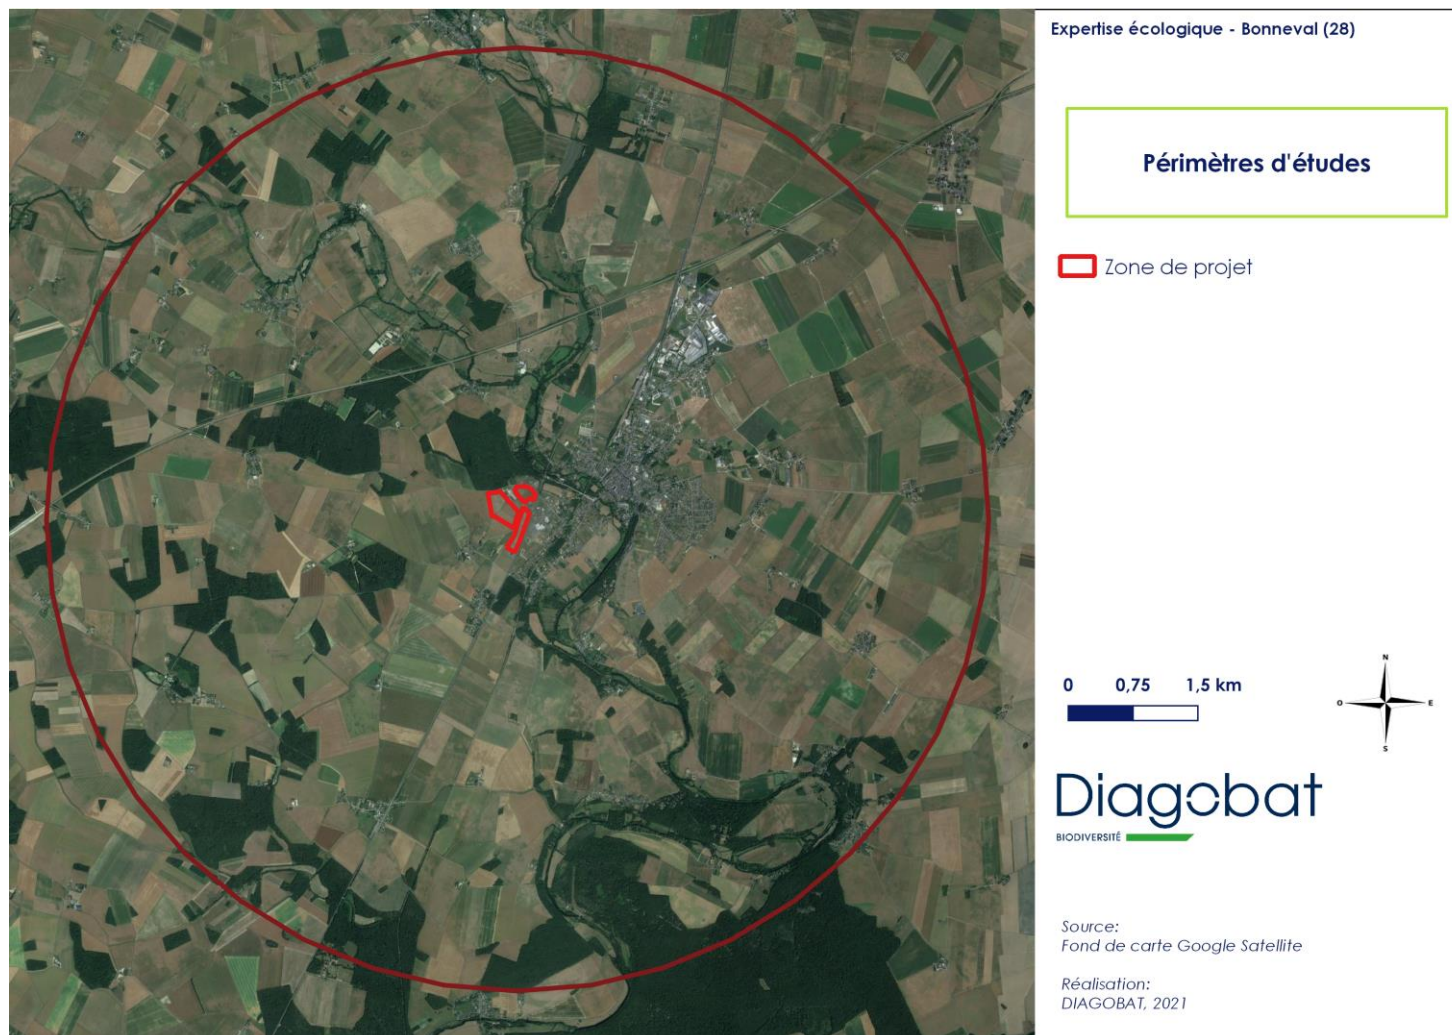 Expertise écologique - Bonneval (28)
Périmètres d'études
Zone de projet
0 0,75 1,5 km
N
O E
S
Diagobat
BIODIVERSITÉ
Source:
Fond de carte Google Satellite
Réalisation:
DIAGOBAT, 2021